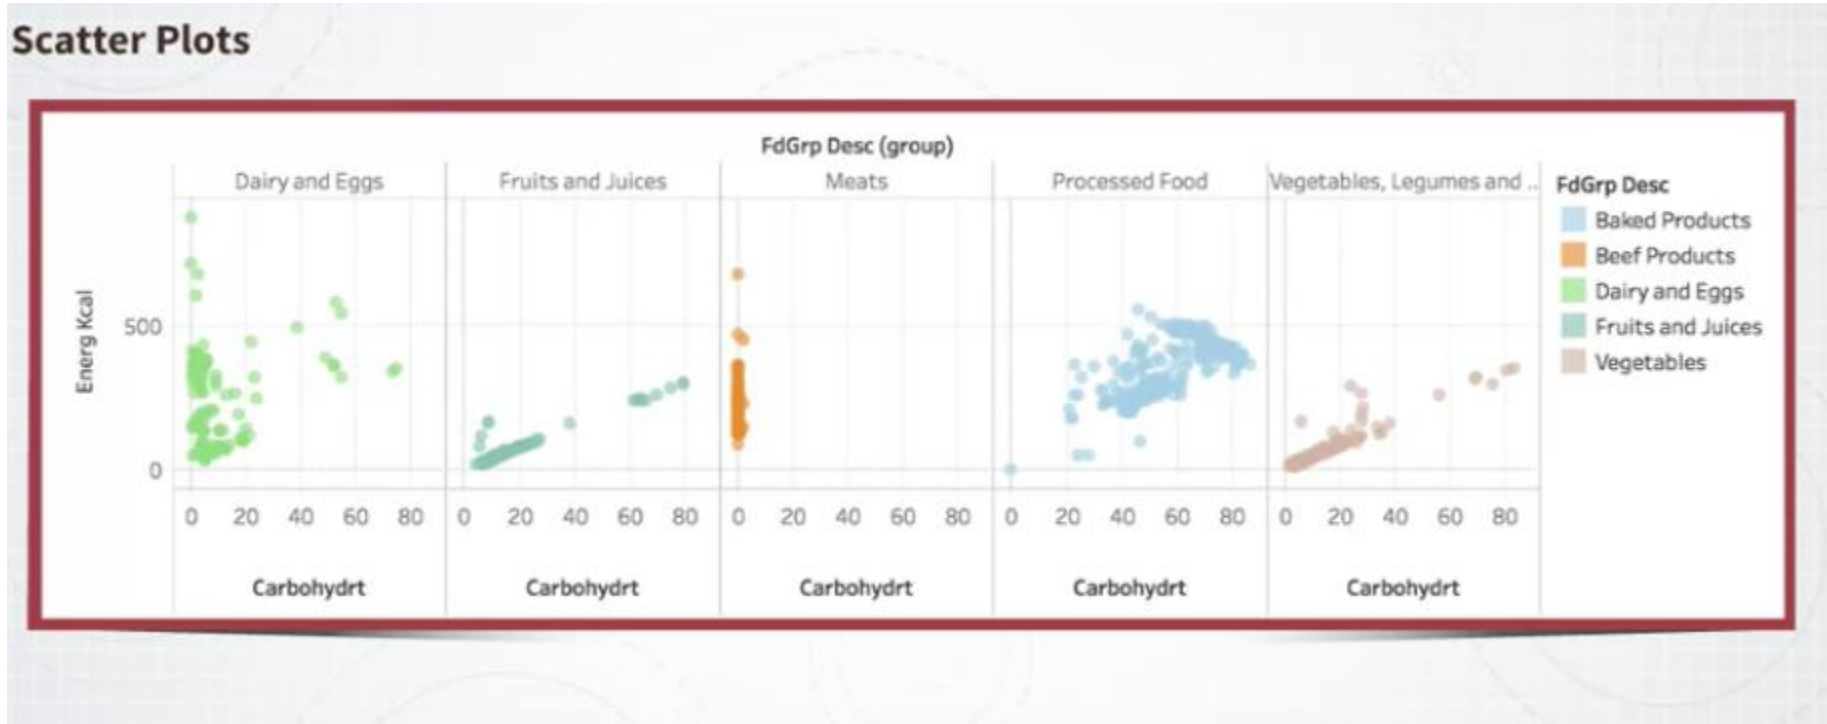 Scatter Plots
FdGrp Desc (group)
Dairy and Eggs
Fruits and Juices
Meats
Processed Food
Vegetables, Legumes and ..
FdGrp Desc
Baked Products
Beef Products
Dairy and Eggs
Fruits and Juices
Vegetables
Energ Kcal
500
0
0 20 40 60 80
0 20 40 60 80
0 20 40 60 80
0 20 40 60 80
0 20 40 60 80
Carbohydrt
Carbohydrt
Carbohydrt
Carbohydrt
Carbohydrt